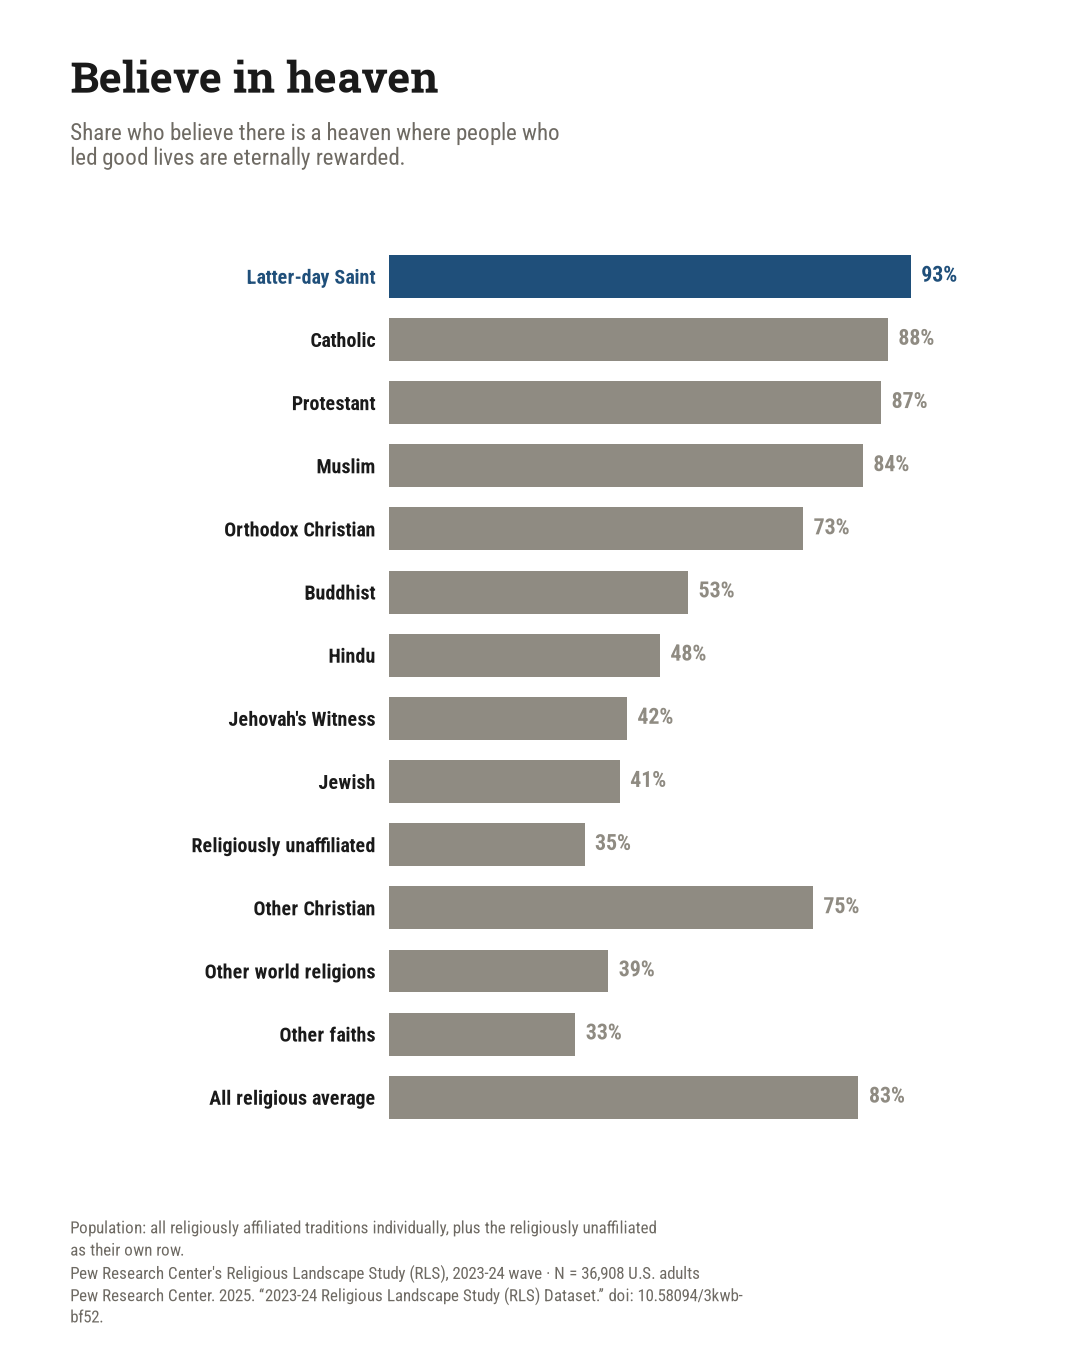 Believe in heaven
Share who believe there is a heaven where people who
led good lives are eternally rewarded.
Latter-day Saint 93%
Catholic 88%
Protestant 87%
Muslim 84%
Orthodox Christian 73%
Buddhist 53%
Hindu 48%
Jehovah's Witness 42%
Jewish 41%
Religiously unaffiliated 35%
Other Christian 75%
Other world religions 39%
Other faiths 33%
All religious average 83%
Population: all religiously affiliated traditions individually, plus the religiously unaffiliated
as their own row.
Pew Research Center's Religious Landscape Study (RLS), 2023-24 wave · N = 36,908 U.S. adults
Pew Research Center. 2025. “2023-24 Religious Landscape Study (RLS) Dataset.” doi: 10.58094/3kwb-
bf52.